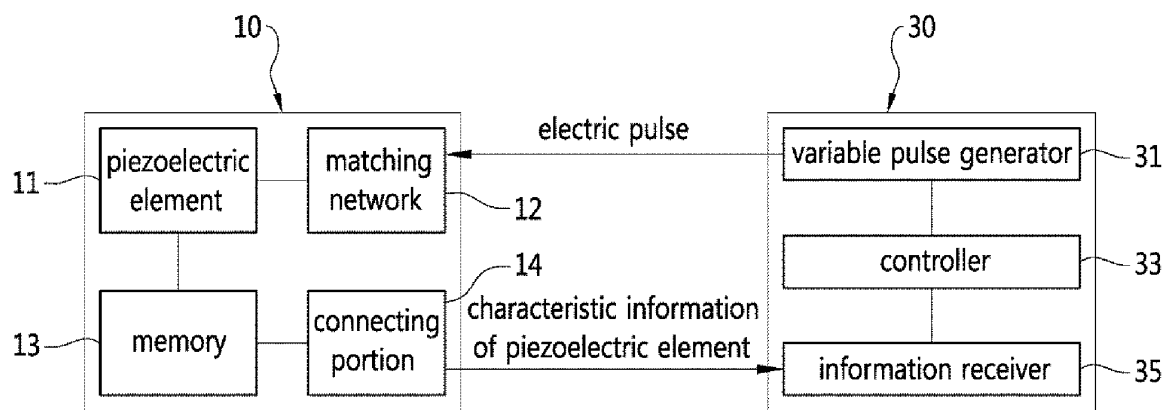 10
30
electric pulse
piezoelectric
element
matching
network
variable pulse generator
11
12
31
14
controller
33
characteristic information
of piezoelectric element
13
memory
connecting
portion
information receiver
35